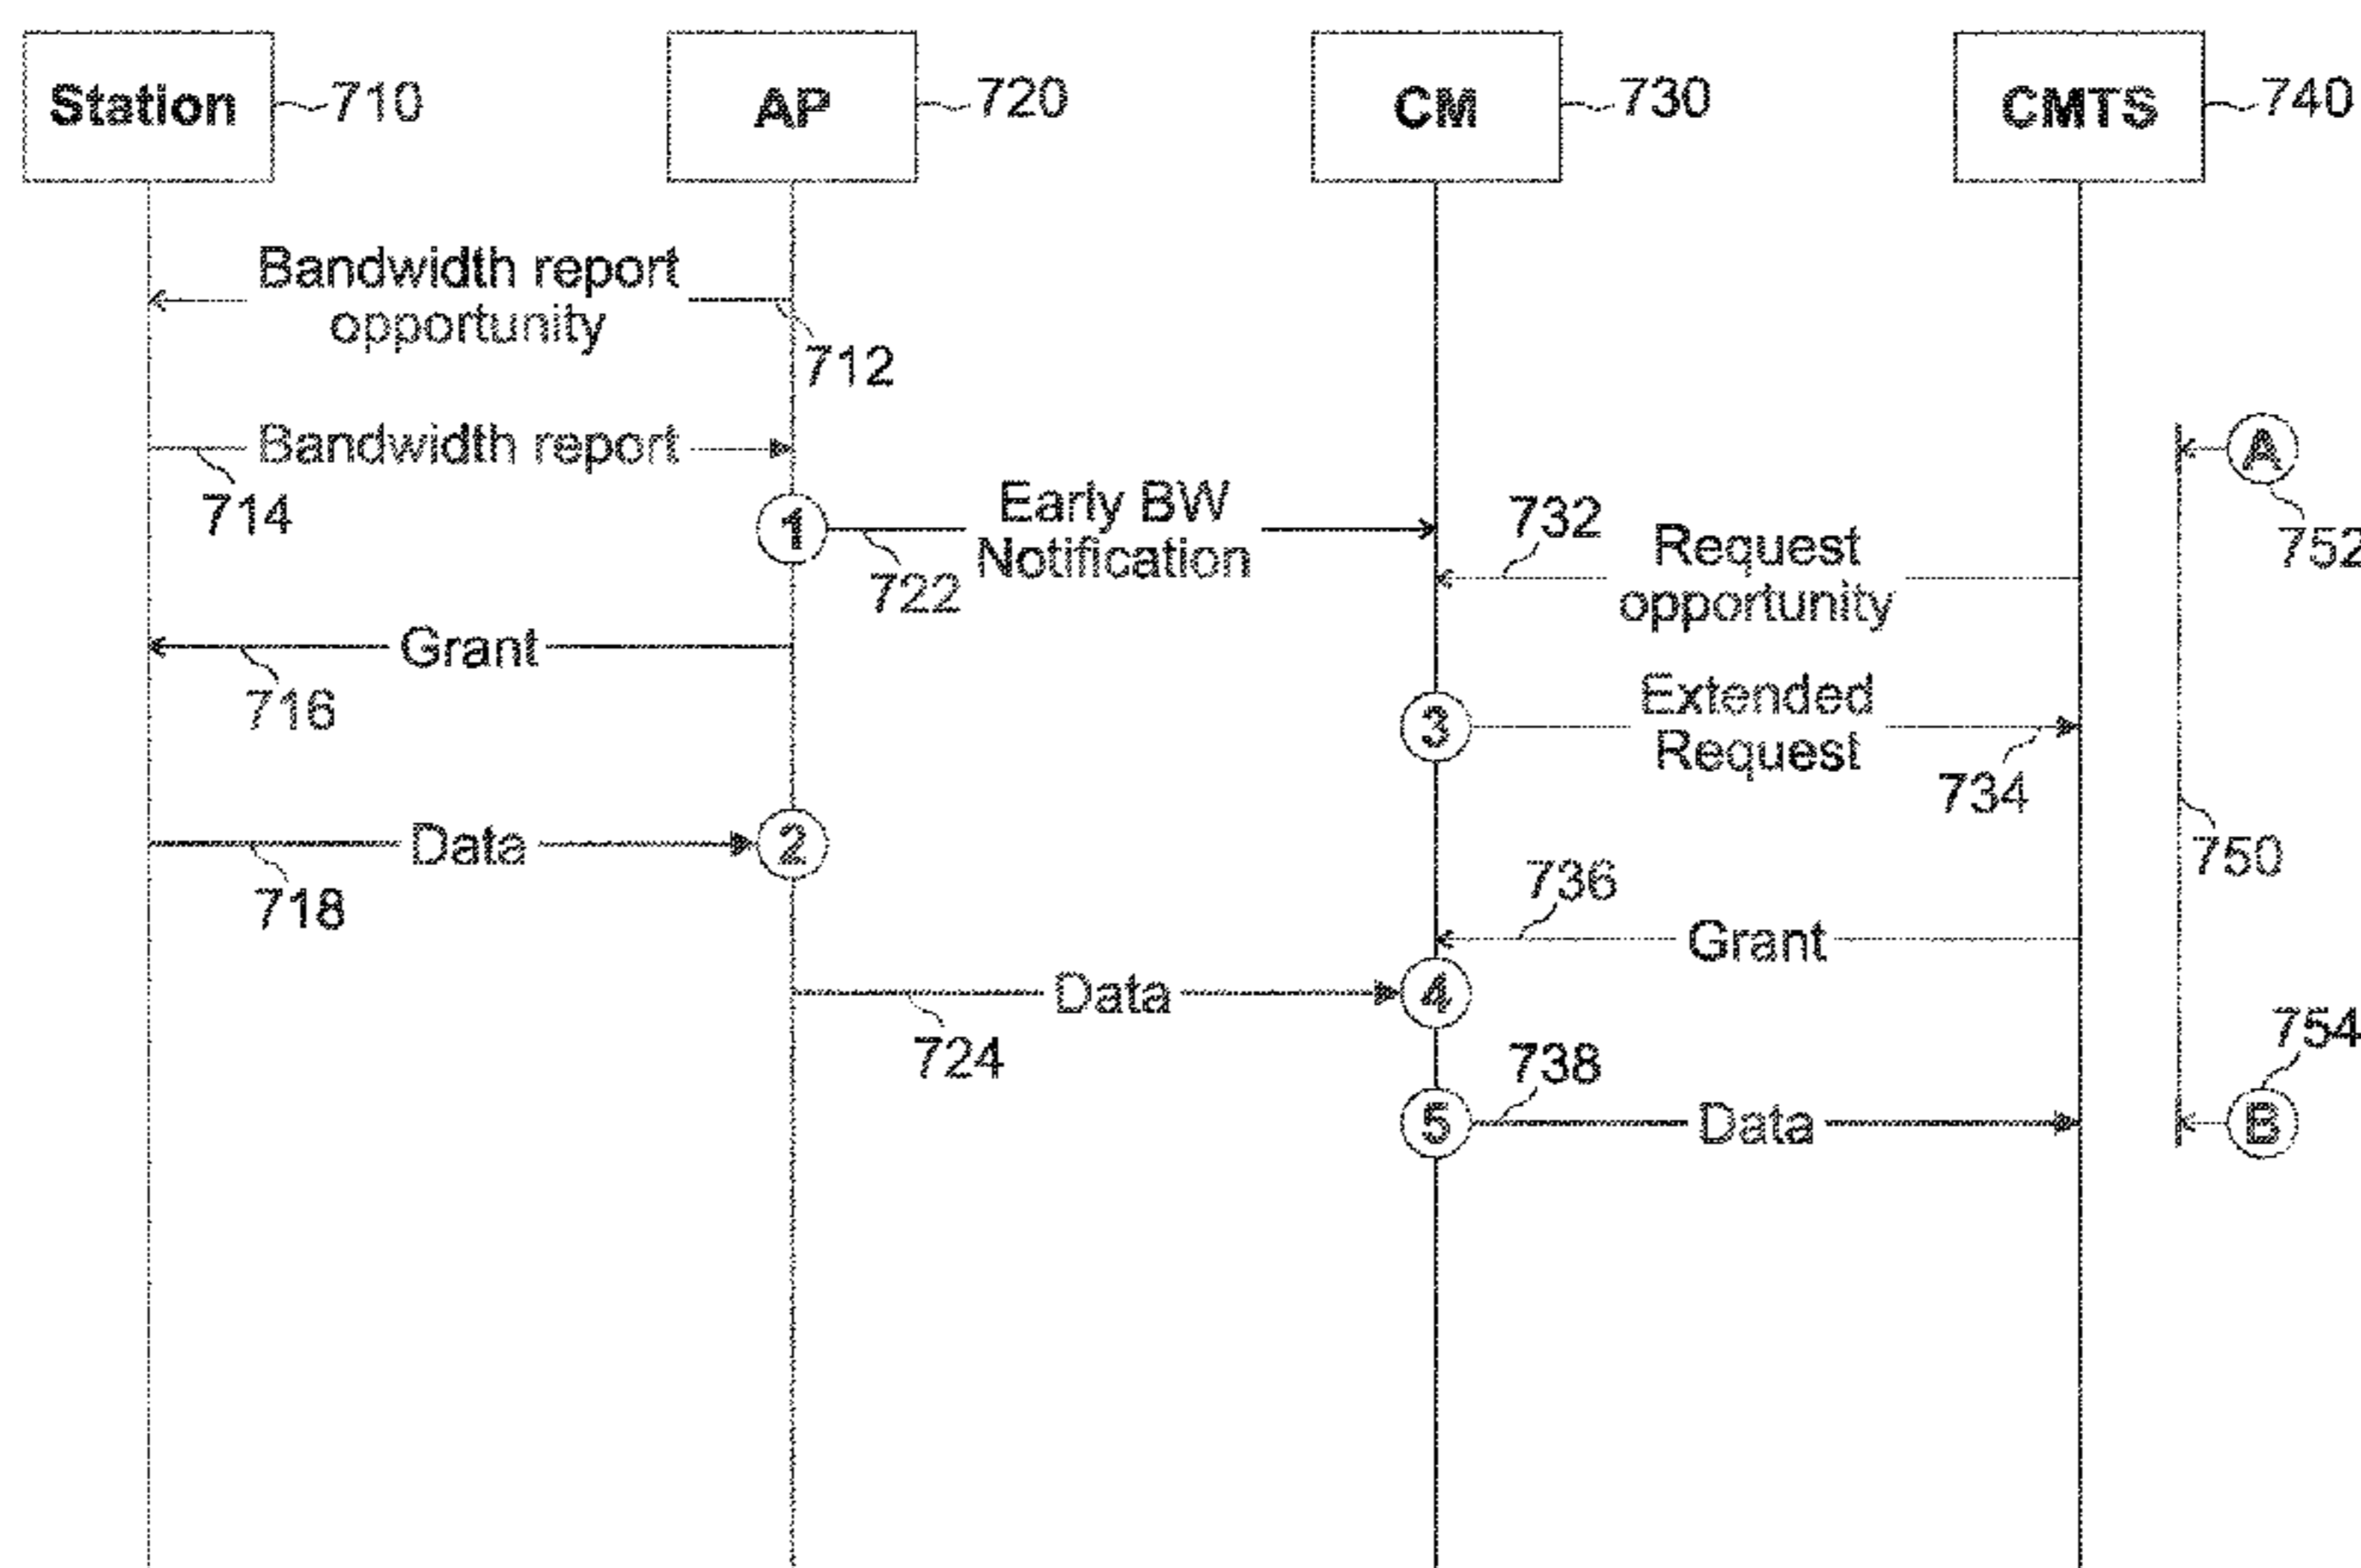 Station
710
AP
720
CM
730
CMTS
740
Bandwidth report
opportunity
712
Bandwidth report
714
A
752
1
Early BW
Notification
722
732
Request
opportunity
Grant
716
3
Extended
Request
734
750
Data
2
718
736
Grant
Data
4
724
754
5
738
Data
B